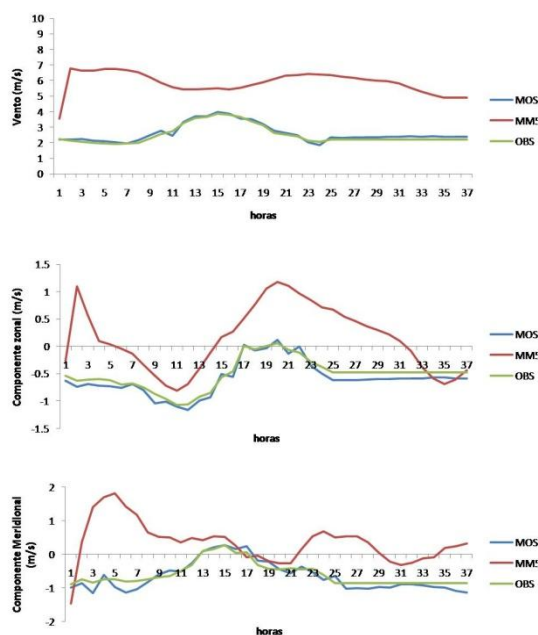 10
9
8
7
6
5
4
3
2
1
0
Vento (m/s)
1 3 5 7 9 11 13 15 17 19 21 23 25 27 29 31 33 35 37
horas
MOS
MM5
OBS
1.5
1
0.5
0
-0.5
-1
-1.5
Componente zonal (m/s)
1 3 5 7 9 11 13 15 17 19 21 23 25 27 29 31 33 35 37
horas
MOS
MM5
OBS
2
1
0
-1
-2
Componente Meridional
(m/s)
1 3 5 7 9 11 13 15 17 19 21 23 25 27 29 31 33 35 37
horas
MOS
MM5
OBS